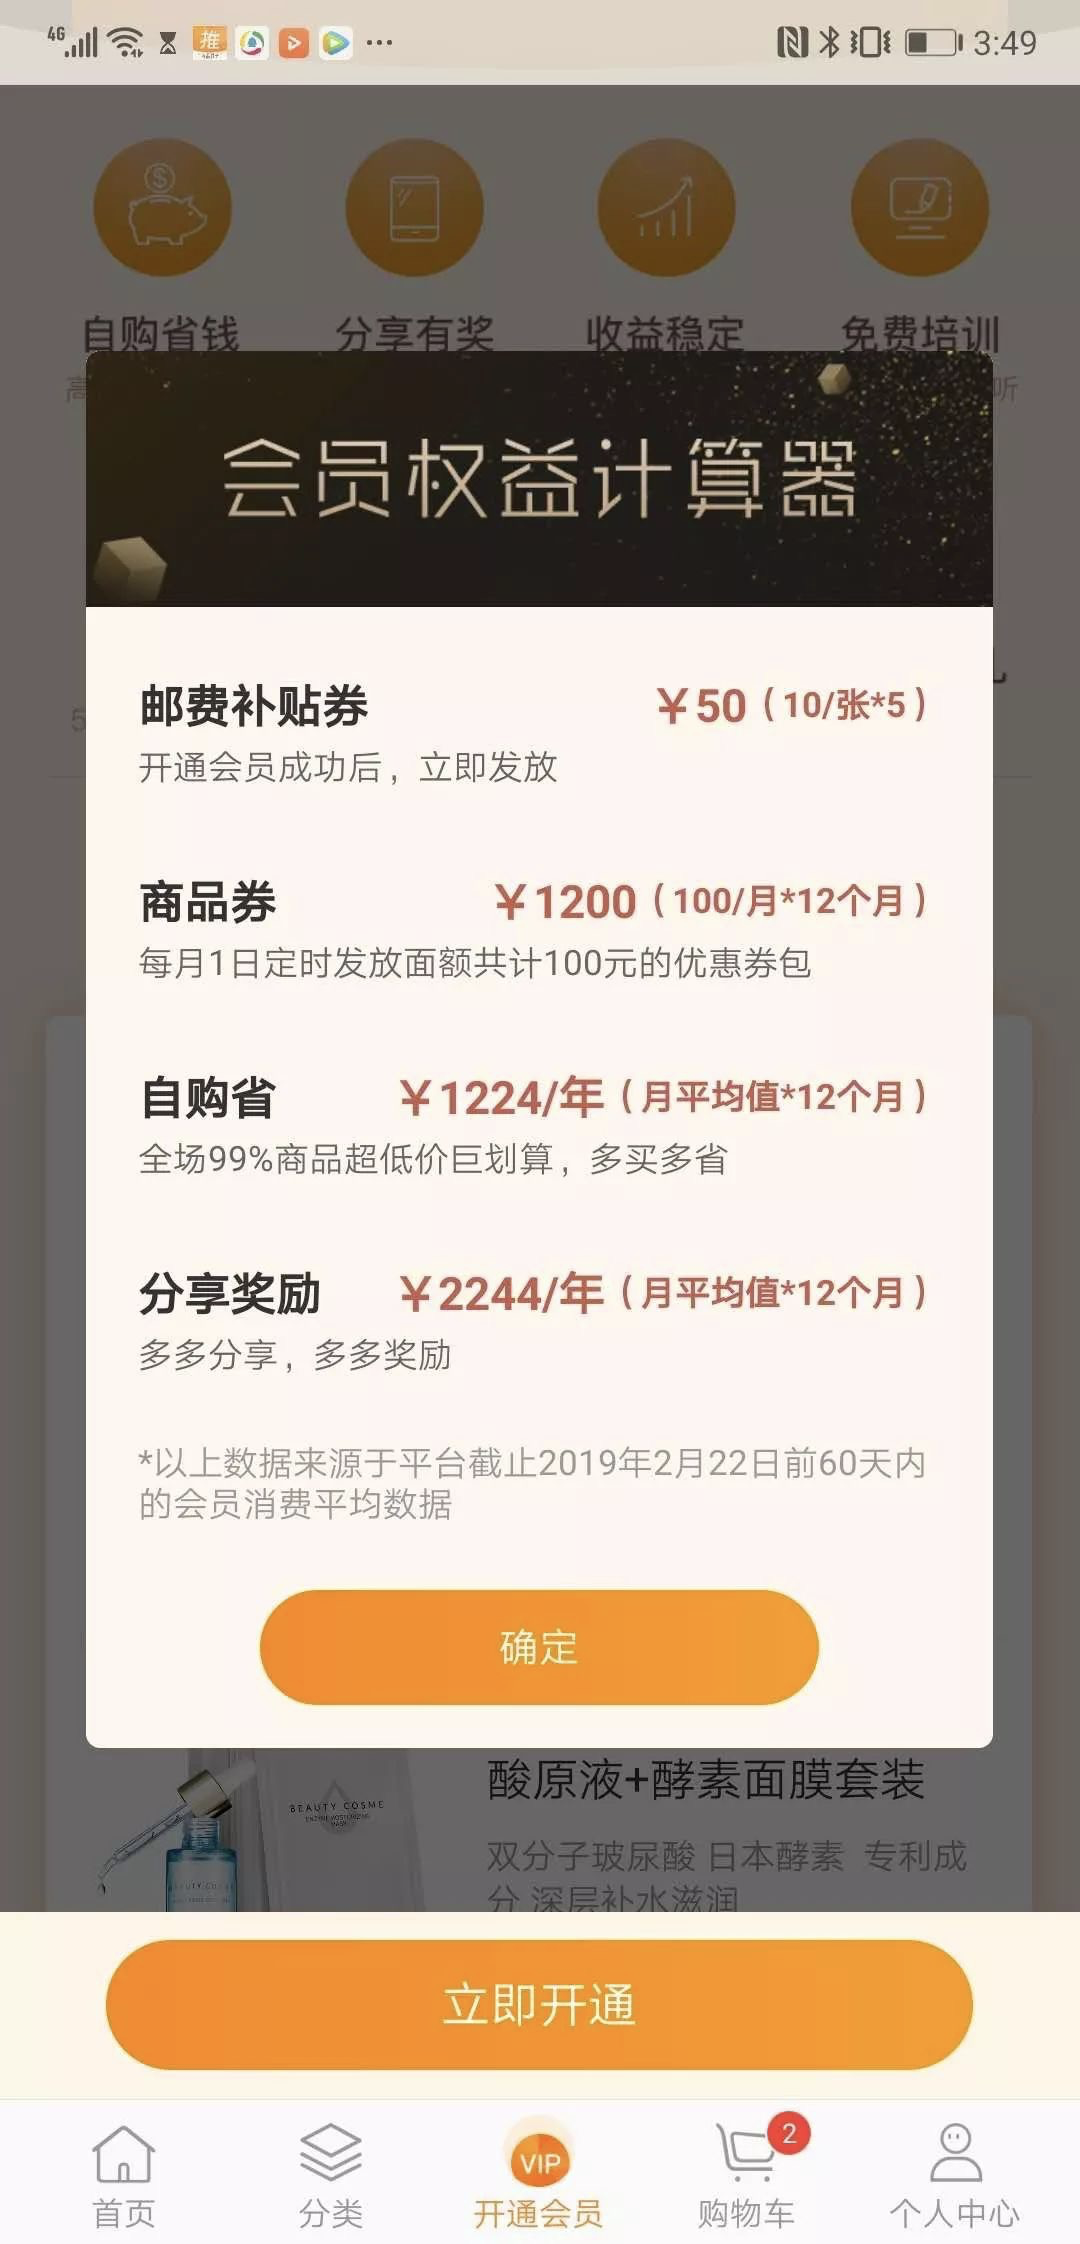 4G
推
3:49
自购省钱 分享有奖 收益稳定 免费培训
听
会员权益计算器
邮费补贴券 ￥50（10/张*5）
开通会员成功后，立即发放
商品券 ￥1200（100/月*12个月）
每月1日定时发放面额共计100元的优惠券包
自购省 ￥1224/年（月平均值*12个月）
全场99%商品超低价巨划算，多买多省
分享奖励 ￥2244/年（月平均值*12个月）
多多分享，多多奖励
*以上数据来源于平台截止2019年2月22日前60天内
的会员消费平均数据
确定
酸原液+酵素面膜套装
BEAUTY COSME
双分子玻尿酸 日本酵素 专利成
分 深层补水滋润
立即开通
VIP
2
首页 分类 开通会员 购物车 个人中心